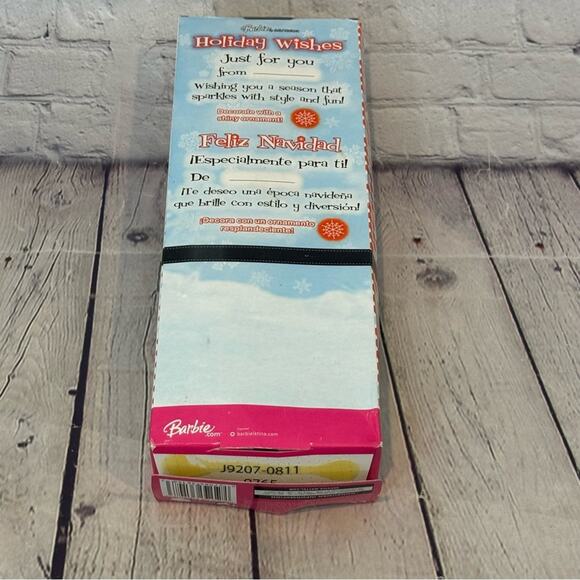 Barbie
Holiday Wishes
Just for you
from
Wishing you a season that
sparkles with style and fun!
Decorate with a
shiny ornament!
Feliz Navidad
¡Especialmente para ti!
De
¡Te deseo una época navideña
que brille con estilo y diversión!
¡Decora con un ornamento
resplandeciente!
Barbie
.com
barbielatina.com
J9207-0811